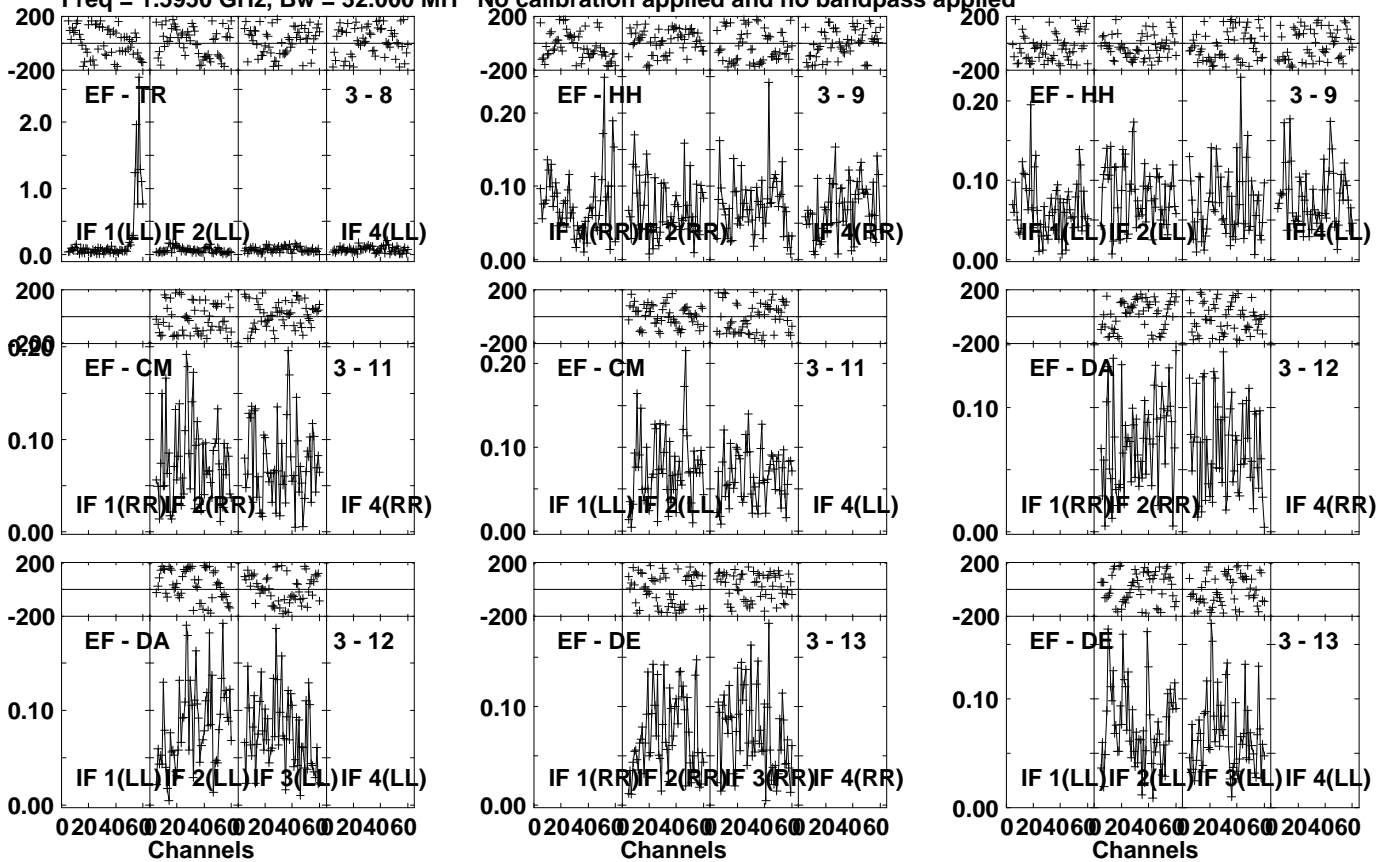 Freq = 1.5950 GHz, Bw = 32.000 MH No calibration applied and no bandpass applied
200
-200
EF - TR 3 - 8
2.0
1.0
0.0
IF 1(LL) IF 2(LL) IF 4(LL)
200
-200
EF - HH 3 - 9
0.20
0.10
0.00
IF 1(RR) IF 2(RR) IF 4(RR)
200
-200
EF - HH 3 - 9
0.20
0.10
0.00
IF 1(LL) IF 2(LL) IF 4(LL)
200
-200
0.20
EF - CM 3 - 11
0.10
0.00
IF 1(RR) IF 2(RR) IF 4(RR)
200
-200
EF - CM 3 - 11
0.20
0.10
0.00
IF 1(LL) IF 2(LL) IF 4(LL)
200
-200
EF - DA 3 - 12
0.10
0.00
IF 1(RR) IF 2(RR) IF 4(RR)
200
-200
EF - DA 3 - 12
0.10
0.00
IF 1(LL) IF 2(LL) IF 3(LL) IF 4(LL)
0 20 40 60 0 20 40 60 0 20 40 60 0 20 40 60
Channels
200
-200
EF - DE 3 - 13
0.10
0.00
IF 1(RR) IF 2(RR) IF 3(RR) IF 4(RR)
0 20 40 60 0 20 40 60 0 20 40 60 0 20 40 60
Channels
200
-200
EF - DE 3 - 13
0.10
0.00
IF 1(LL) IF 2(LL) IF 3(LL) IF 4(LL)
0 20 40 60 0 20 40 60 0 20 40 60 0 20 40 60
Channels